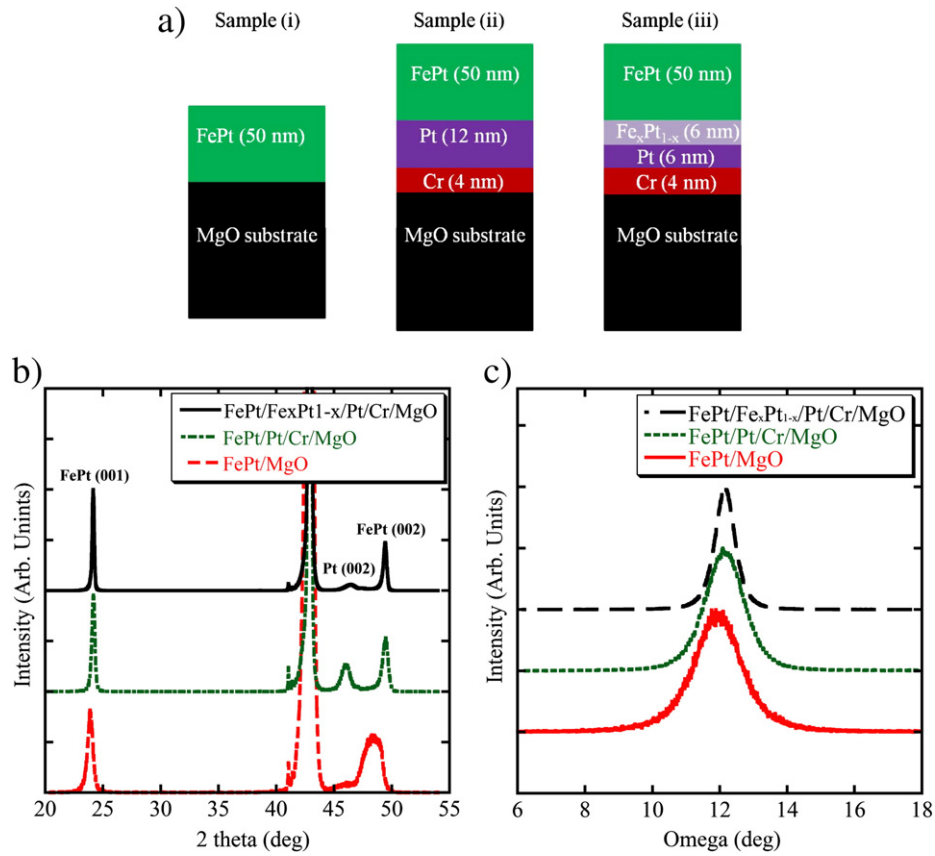 a)
Sample (i)
Sample (ii)
Sample (iii)
FePt (50 nm)
MgO substrate
FePt (50 nm)
Pt (12 nm)
Cr (4 nm)
MgO substrate
FePt (50 nm)
FeₓPt₁₋ₓ (6 nm)
Pt (6 nm)
Cr (4 nm)
MgO substrate
b)
FePt/FexPt1-x/Pt/Cr/MgO
FePt/Pt/Cr/MgO
FePt/MgO
FePt (001)
FePt (002)
Pt (002)
Intensity (Arb. Unints)
20 25 30 35 40 45 50 55
2 theta (deg)
c)
FePt/FeₓPt₁₋ₓ/Pt/Cr/MgO
FePt/Pt/Cr/MgO
FePt/MgO
Intensity (Arb. Units)
6 8 10 12 14 16 18
Omega (deg)